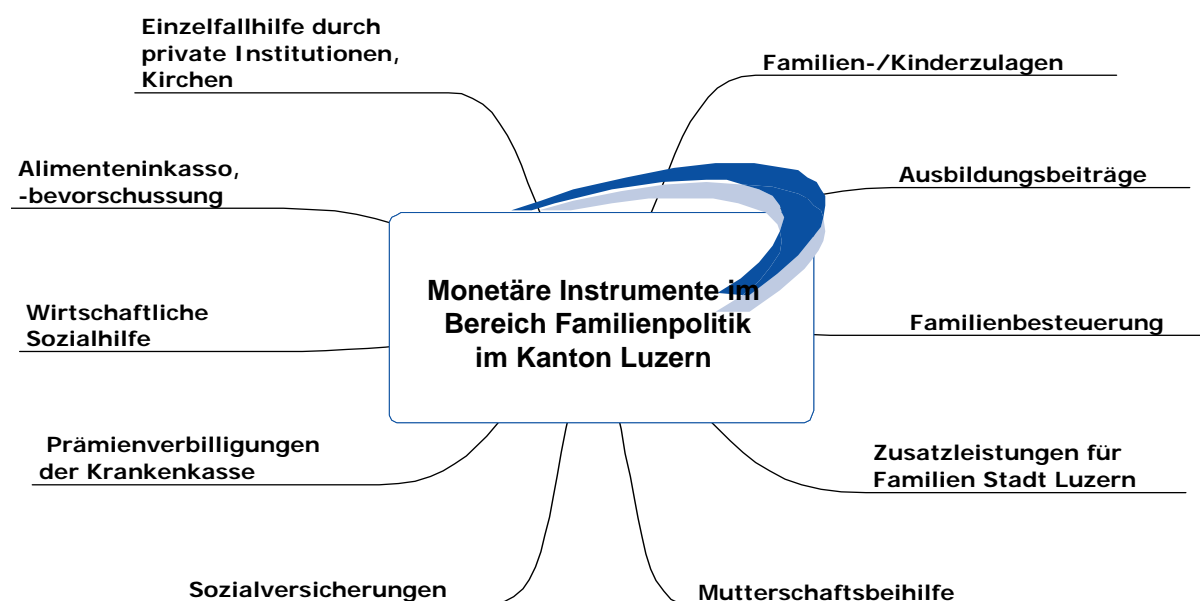 Einzelfallhilfe durch
private Institutionen,
Kirchen
Familien-/Kinderzulagen
Alimenteninkasso,
-bevorschussung
Ausbildungsbeiträge
Monetäre Instrumente im
Bereich Familienpolitik
im Kanton Luzern
Wirtschaftliche
Sozialhilfe
Familienbesteuerung
Prämienverbilligungen
der Krankenkasse
Zusatzleistungen für
Familien Stadt Luzern
Sozialversicherungen
Mutterschaftsbeihilfe